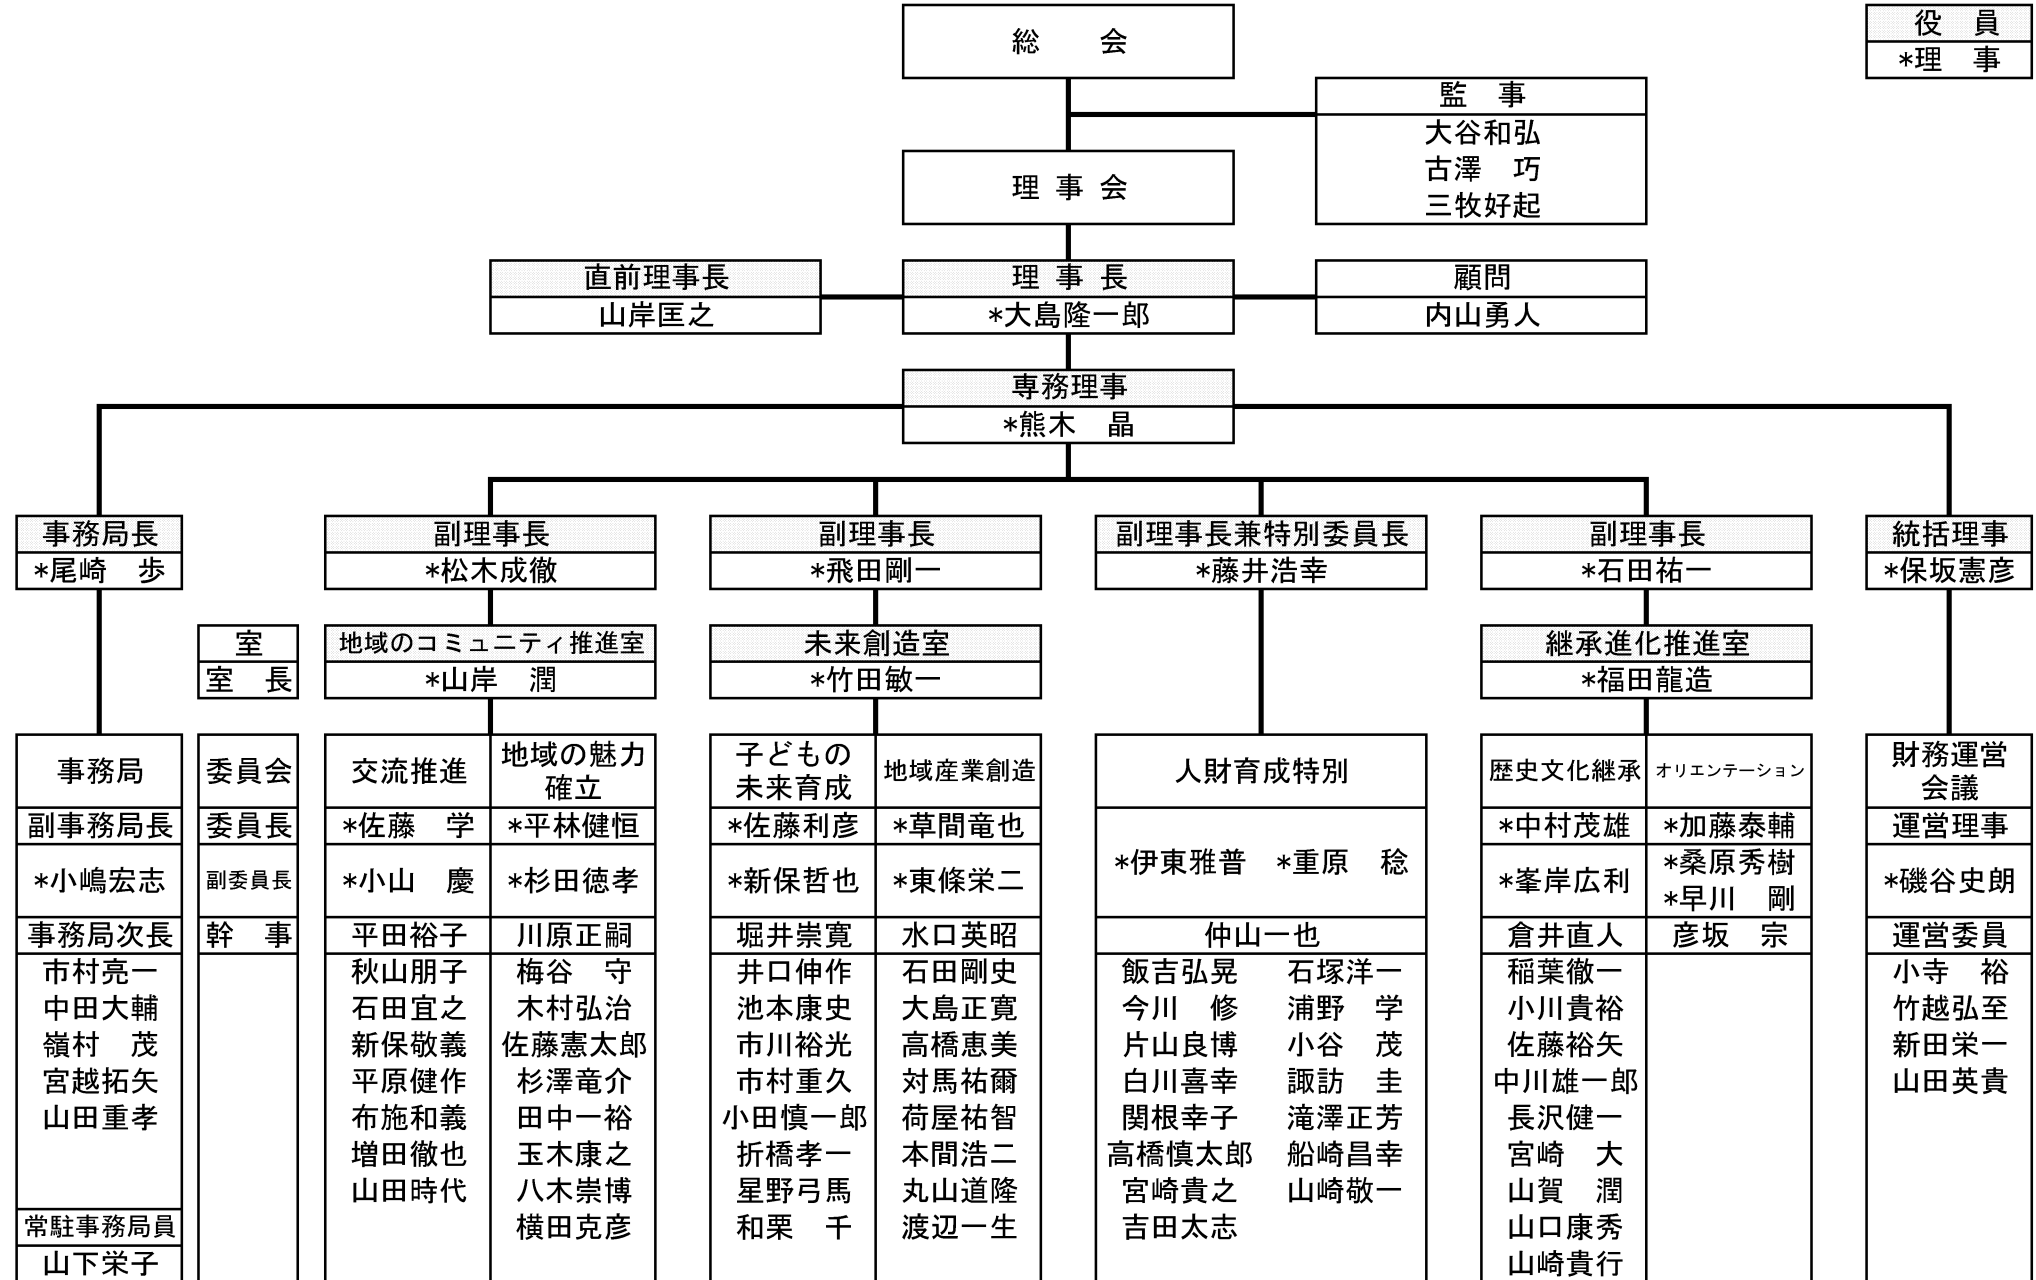 総　会
役　員
*理　事
監　事
大谷和弘
古澤　巧
三牧好起
理 事 会
直前理事長
山岸匡之
理 事 長
*大島隆一郎
顧問
内山勇人
専務理事
*熊木　晶
事務局長
*尾崎　歩
副理事長
*松木成徹
副理事長
*飛田剛一
副理事長兼特別委員長
*藤井浩幸
副理事長
*石田祐一
統括理事
*保坂憲彦
室
室　長
地域のコミュニティ推進室
*山岸　潤
未来創造室
*竹田敏一
継承進化推進室
*福田龍造
事務局
副事務局長
*小嶋宏志
事務局次長
市村亮一
中田大輔
嶺村　茂
宮越拓矢
山田重孝
常駐事務局員
山下栄子
委員会
委員長
副委員長
幹　事
交流推進
*佐藤　学
*小山　慶
平田裕子
秋山朋子
石田宜之
新保敬義
平原健作
布施和義
増田徹也
山田時代
地域の魅力
確立
*平林健恒
*杉田徳孝
川原正嗣
梅谷　守
木村弘治
佐藤憲太郎
杉澤竜介
田中一裕
玉木康之
八木崇博
横田克彦
子どもの
未来育成
*佐藤利彦
*新保哲也
堀井崇寛
井口伸作
池本康史
市川裕光
市村重久
小田慎一郎
折橋孝一
星野弓馬
和栗　千
地域産業創造
*草間竜也
*東條栄二
水口英昭
石田剛史
大島正寛
高橋恵美
対馬祐爾
荷屋祐智
本間浩二
丸山道隆
渡辺一生
人財育成特別
*伊東雅普　*重原　稔
仲山一也
飯吉弘晃　石塚洋一
今川　修　浦野　学
片山良博　小谷　茂
白川喜幸　諏訪　圭
関根幸子　滝澤正芳
高橋慎太郎　船崎昌幸
宮崎貴之　山崎敬一
吉田太志
歴史文化継承
*中村茂雄
*峯岸広利
倉井直人
稲葉徹一
小川貴裕
佐藤裕矢
中川雄一郎
長沢健一
宮崎　大
山賀　潤
山口康秀
山崎貴行
オリエンテーション
*加藤泰輔
*桑原秀樹
*早川　剛
彦坂　宗
財務運営
会議
運営理事
*磯谷史朗
運営委員
小寺　裕
竹越弘至
新田栄一
山田英貴